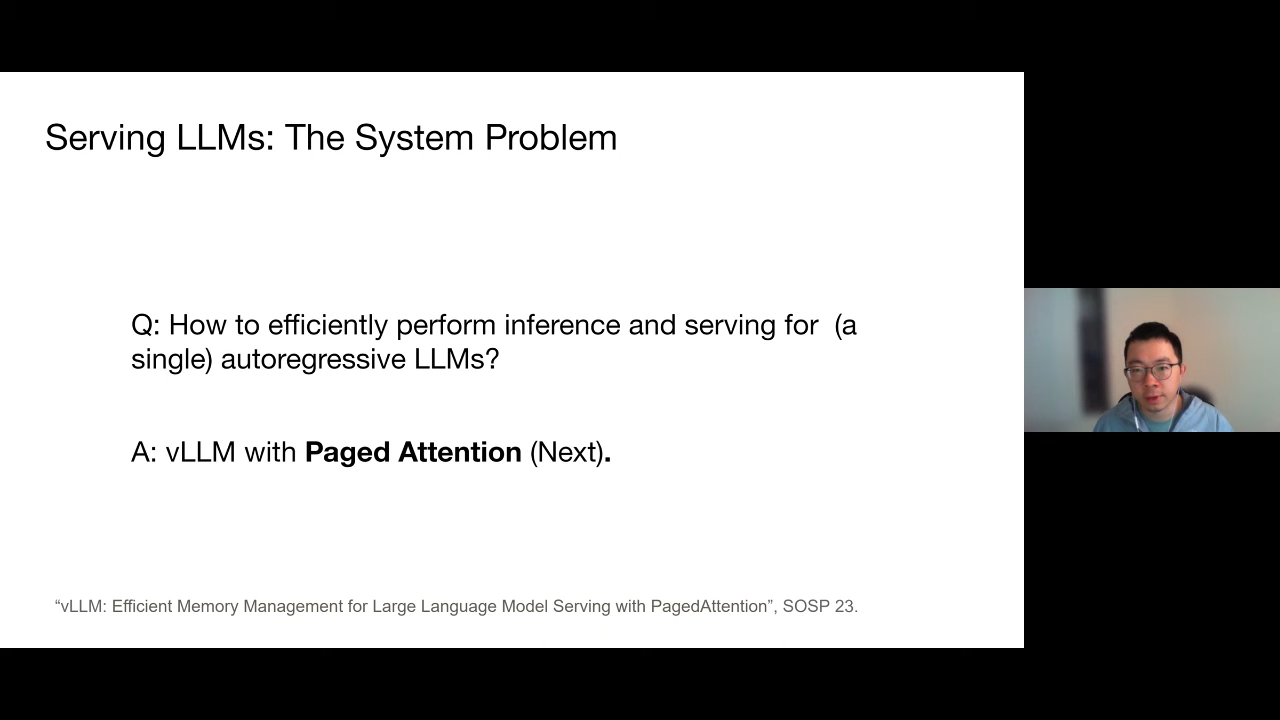 Serving LLMs: The System Problem
Q: How to efficiently perform inference and serving for  (a
single) autoregressive LLMs?
A: vLLM with Paged Attention (Next).
“vLLM: Efficient Memory Management for Large Language Model Serving with PagedAttention”, SOSP 23.